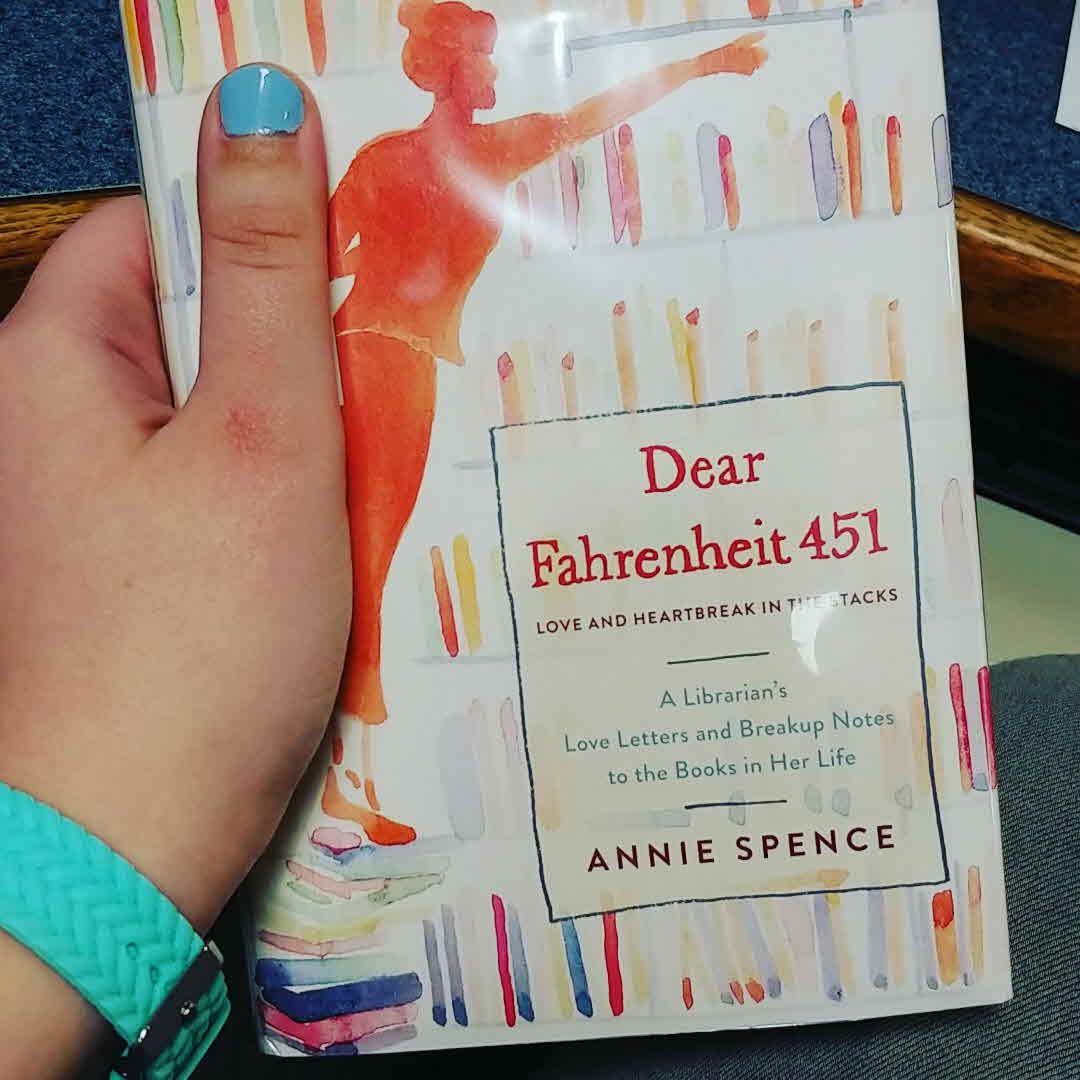 Dear
Fahrenheit 451
LOVE AND HEARTBREAK IN THE STACKS
A Librarian's
Love Letters and Breakup Notes
to the Books in Her Life
ANNIE SPENCE